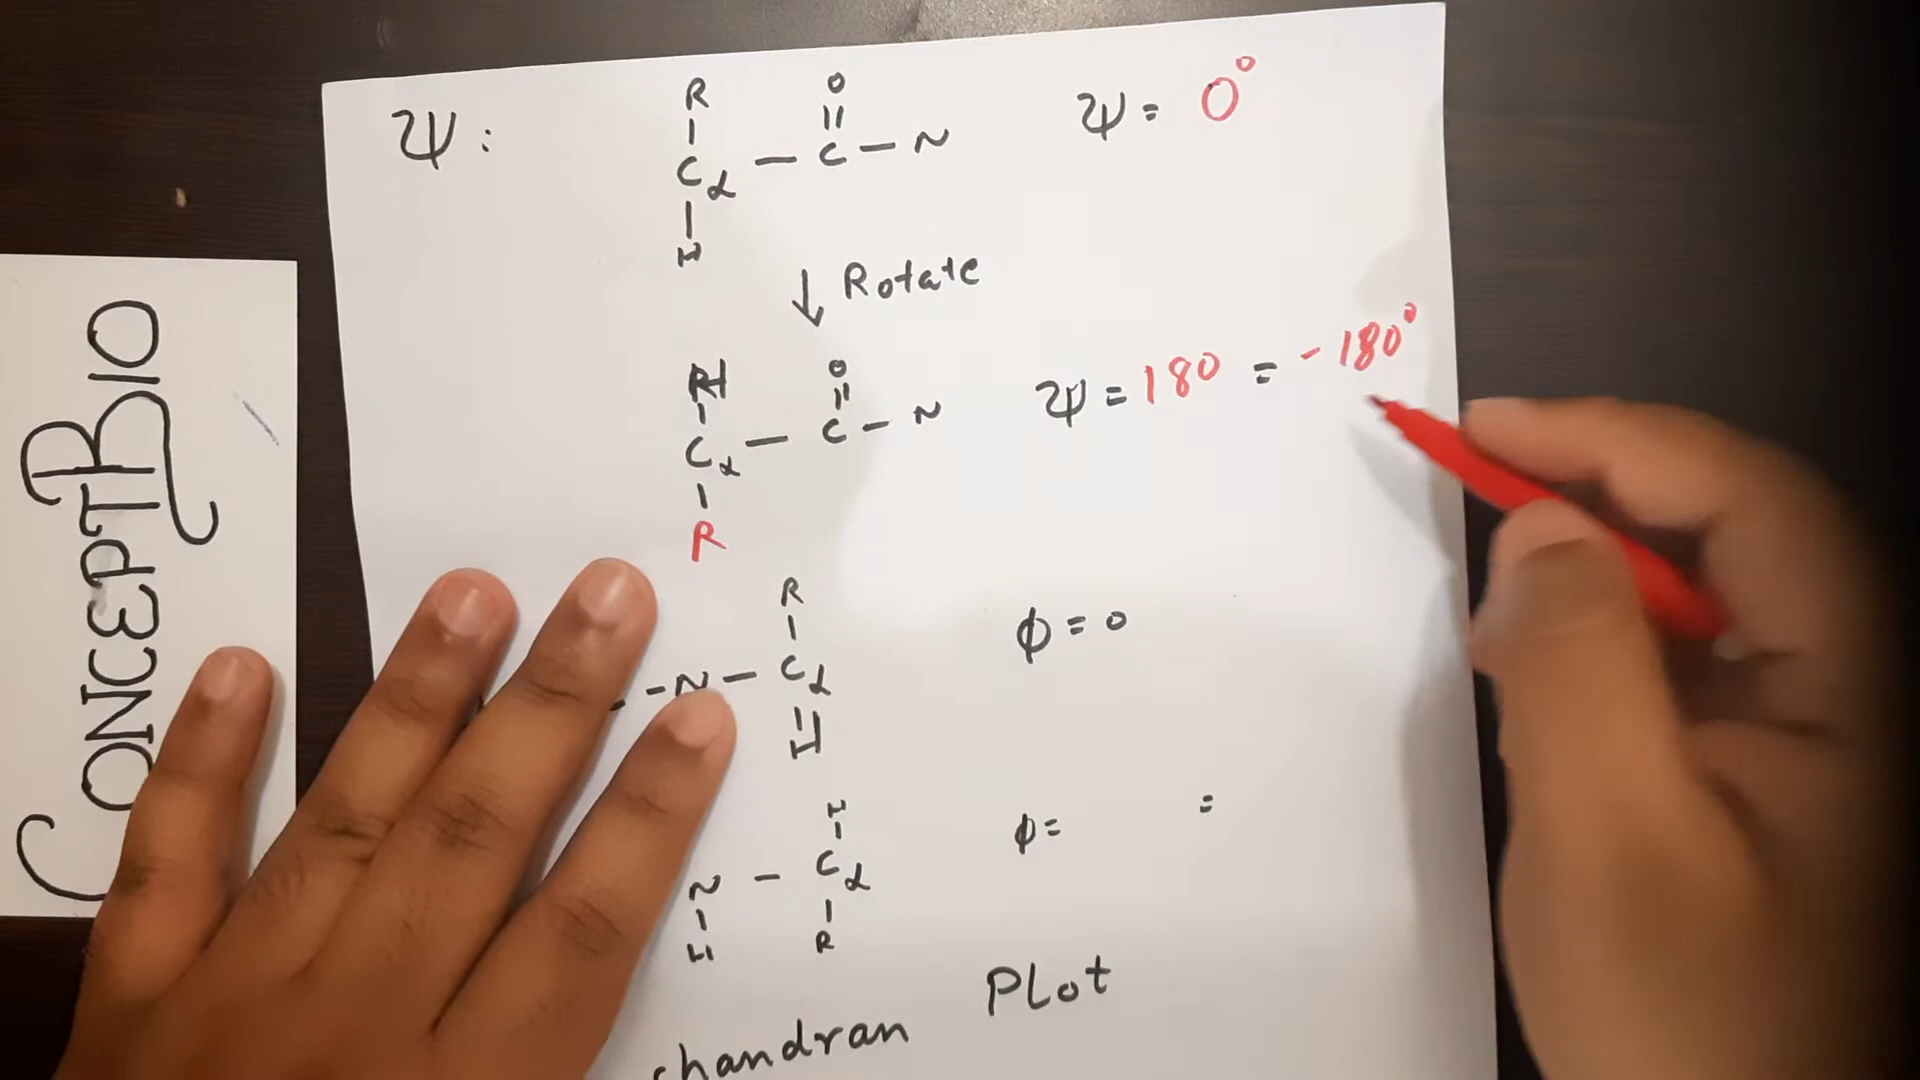 R O
|  ||
ψ: Cα — C — N ψ = 0°
|
H
↓ Rotate
O
|  ||
Cα — C — N ψ = 180 = -180°
|
R
R
|
-N — Cα φ = 0
||
H
H
|
N — Cα φ = =
|  |
H R
Plot
chandran
CONCEPTBIO